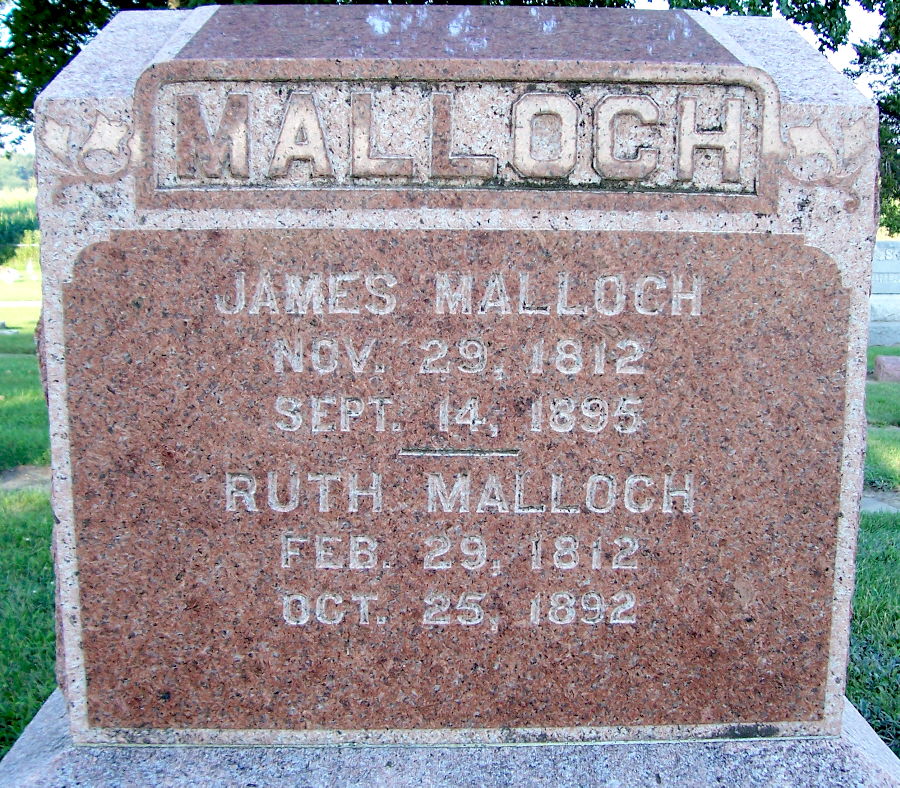 MALLOCH
JAMES MALLOCH
NOV. 29, 1812
SEPT. 14, 1895
RUTH MALLOCH
FEB. 29, 1812
OCT. 25, 1892